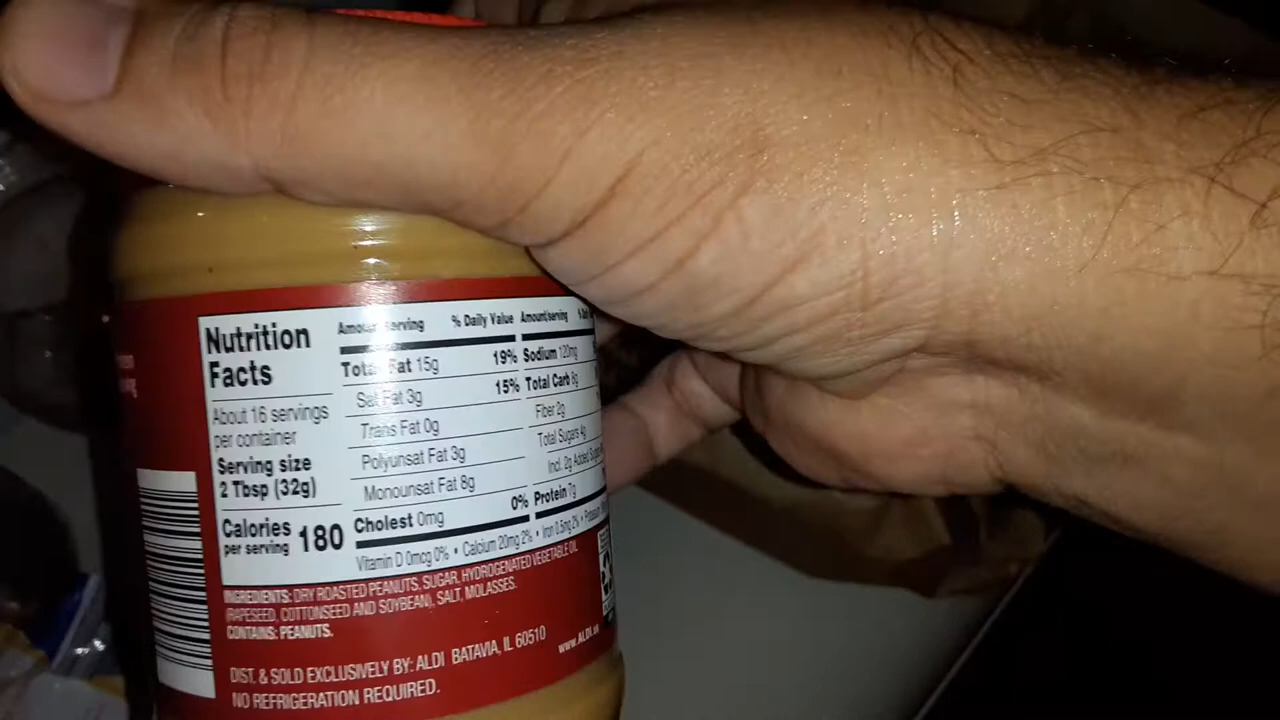 Nutrition
Facts
About 16 servings
per container
Serving size
2 Tbsp (32g)
Calories
per serving 180
% Daily Value
Total Fat 15g 19%
Sat Fat 3g 15%
Trans Fat 0g
Polyunsat Fat 3g
Monounsat Fat 8g
Cholest 0mg 0%
Amount/serving
Sodium 120mg
Total Carb 8g
Fiber 2g
Total Sugars 4g
Incl. 2g Added
Protein 7g
Vitamin D 0mcg 0% • Calcium 20mg 2% • Iron 0.5mg 2% •
INGREDIENTS: DRY ROASTED PEANUTS, SUGAR, HYDROGENATED VEGETABLE OIL
(RAPESEED, COTTONSEED AND SOYBEAN), SALT, MOLASSES.
CONTAINS: PEANUTS.
DIST. & SOLD EXCLUSIVELY BY: ALDI BATAVIA, IL 60510
www.ALDI.us
NO REFRIGERATION REQUIRED.